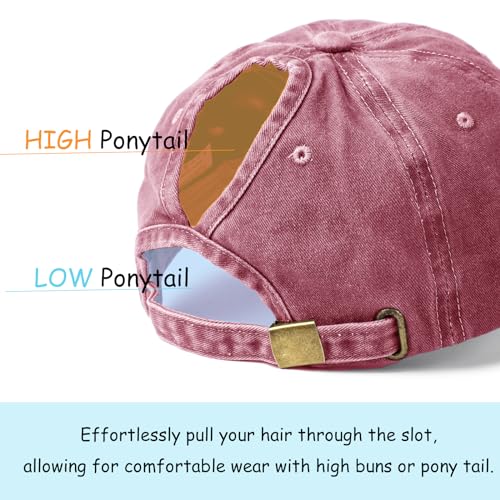 HIGH Ponytail
LOW Ponytail
Effortlessly pull your hair through the slot,
allowing for comfortable wear with high buns or pony tail.